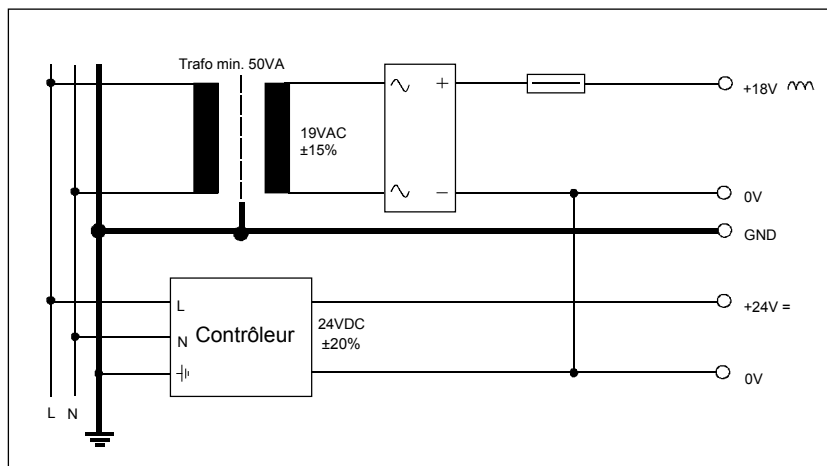 Trafo min. 50VA
19VAC
±15%
+
−
+18V
0V
GND
L
N
Contrôleur
24VDC
±20%
+24V =
0V
L N